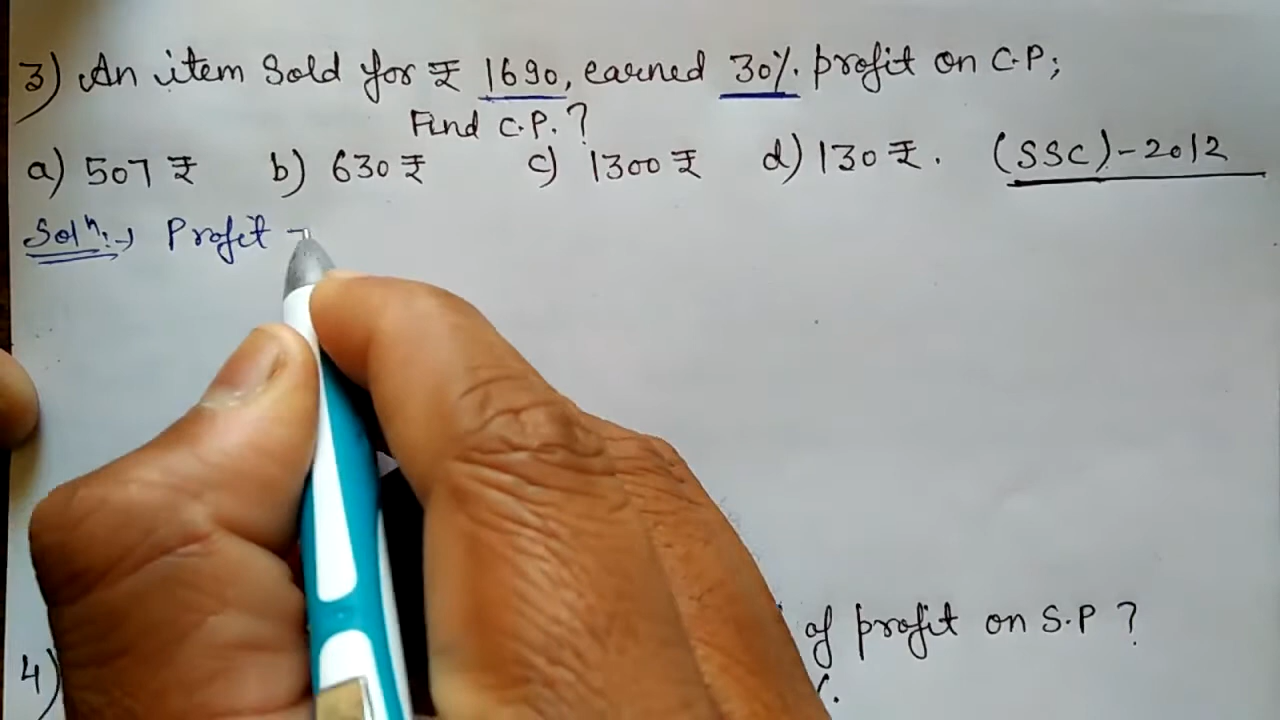 3) An item Sold for ₹ 1690, earned 30% profit on C.P;
Find C.P.?
a) 507 ₹ b) 630 ₹ c) 1300 ₹ d) 130 ₹. (SSC)-2012
Solⁿ:→ Profit
4) of profit on S.P ?